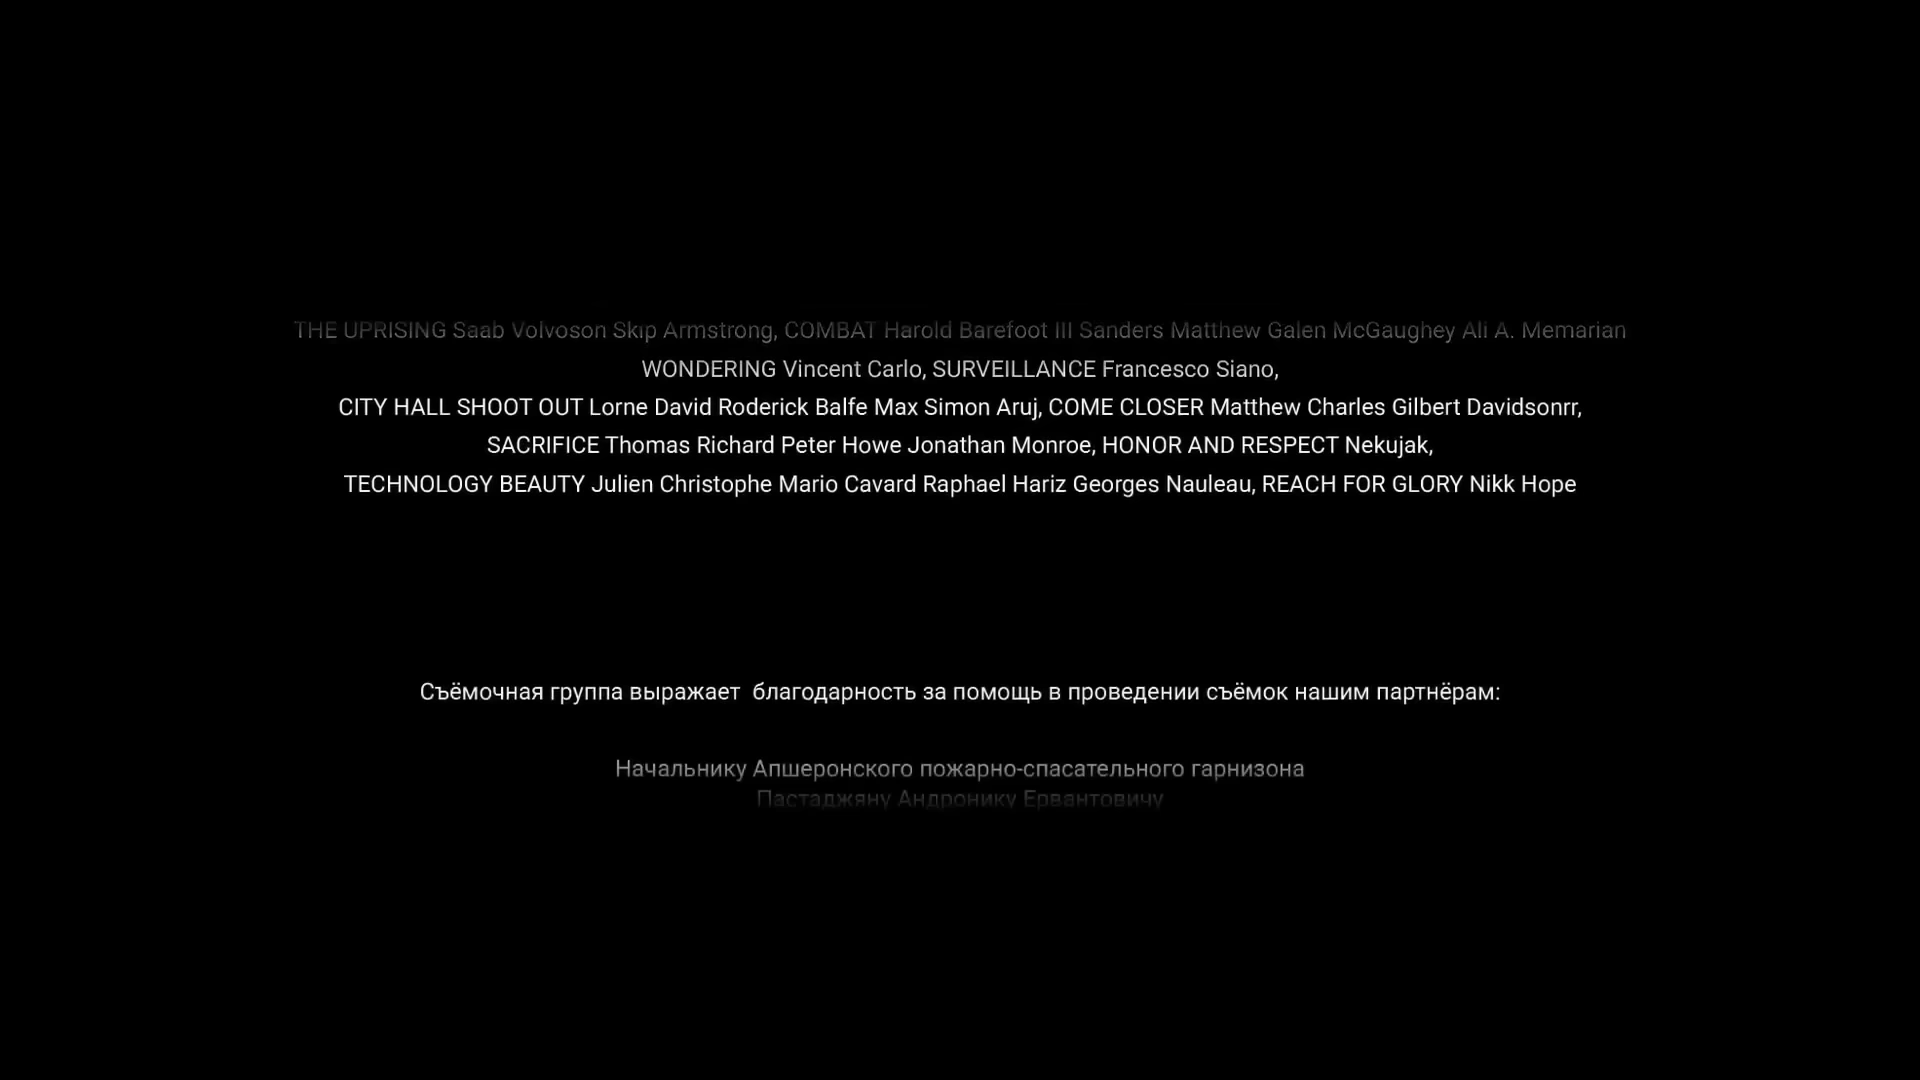 THE UPRISING Saab Volvoson Skip Armstrong, COMBAT Harold Barefoot III Sanders Matthew Galen McGaughey Ali A. Memarian
WONDERING Vincent Carlo, SURVEILLANCE Francesco Siano,
CITY HALL SHOOT OUT Lorne David Roderick Balfe Max Simon Aruj, COME CLOSER Matthew Charles Gilbert Davidsonrr,
SACRIFICE Thomas Richard Peter Howe Jonathan Monroe, HONOR AND RESPECT Nekujak,
TECHNOLOGY BEAUTY Julien Christophe Mario Cavard Raphael Hariz Georges Nauleau, REACH FOR GLORY Nikk Hope
Съёмочная группа выражает  благодарность за помощь в проведении съёмок нашим партнёрам:
Начальнику Апшеронского пожарно-спасательного гарнизона
Пастаджяну Андронику Ервантовичу